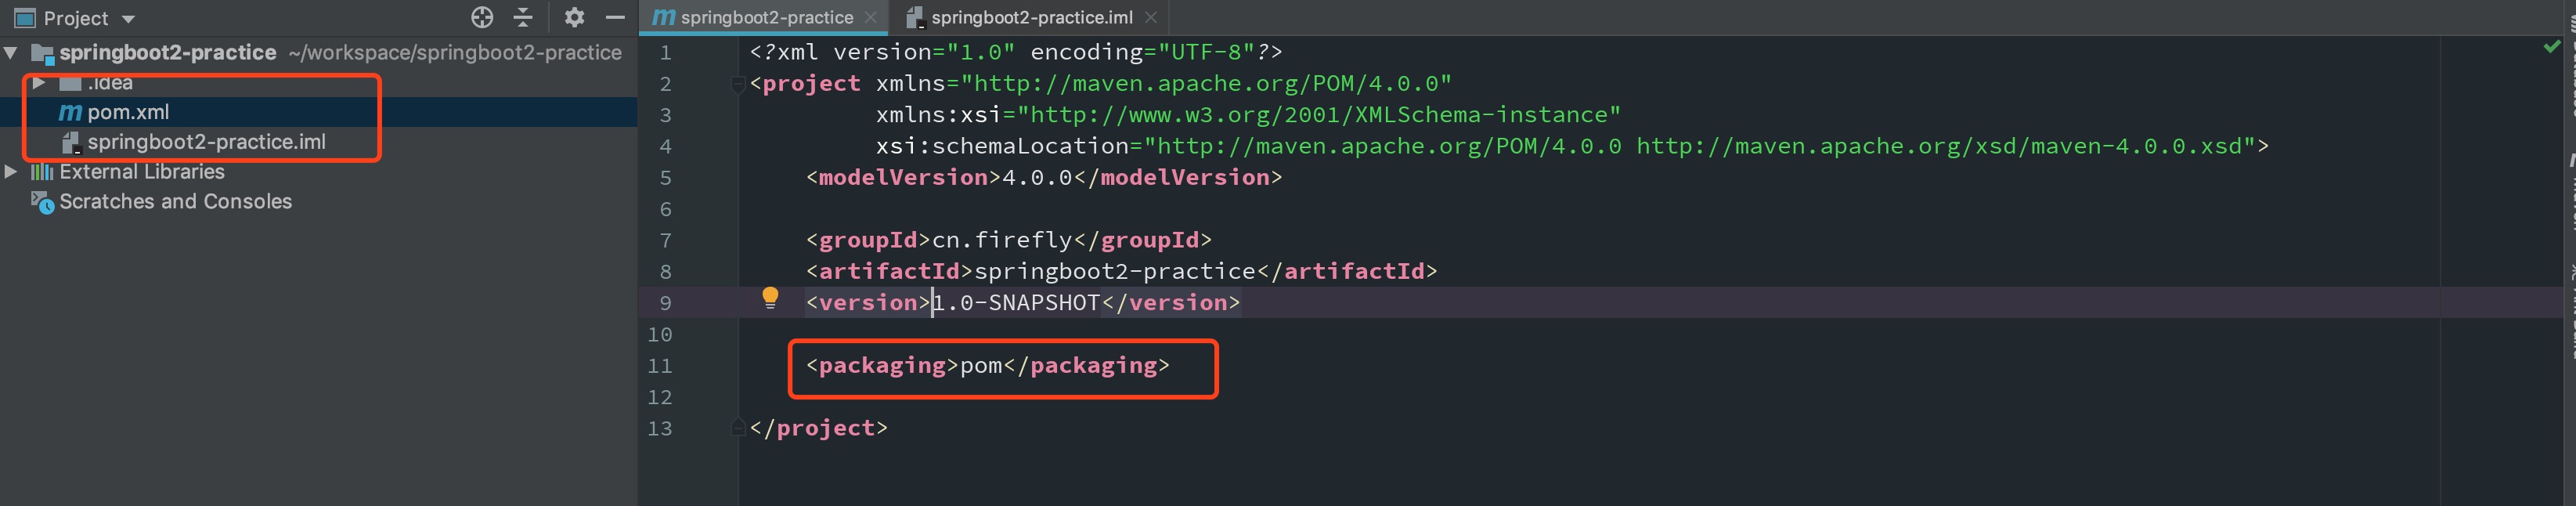 Project
springboot2-practice ~/workspace/springboot2-practice
.idea
pom.xml
springboot2-practice.iml
External Libraries
Scratches and Consoles
springboot2-practice
springboot2-practice.iml
1 <?xml version="1.0" encoding="UTF-8"?>
2 <project xmlns="http://maven.apache.org/POM/4.0.0"
3 xmlns:xsi="http://www.w3.org/2001/XMLSchema-instance"
4 xsi:schemaLocation="http://maven.apache.org/POM/4.0.0 http://maven.apache.org/xsd/maven-4.0.0.xsd">
5 <modelVersion>4.0.0</modelVersion>
6
7 <groupId>cn.firefly</groupId>
8 <artifactId>springboot2-practice</artifactId>
9 <version>1.0-SNAPSHOT</version>
10
11 <packaging>pom</packaging>
12
13 </project>